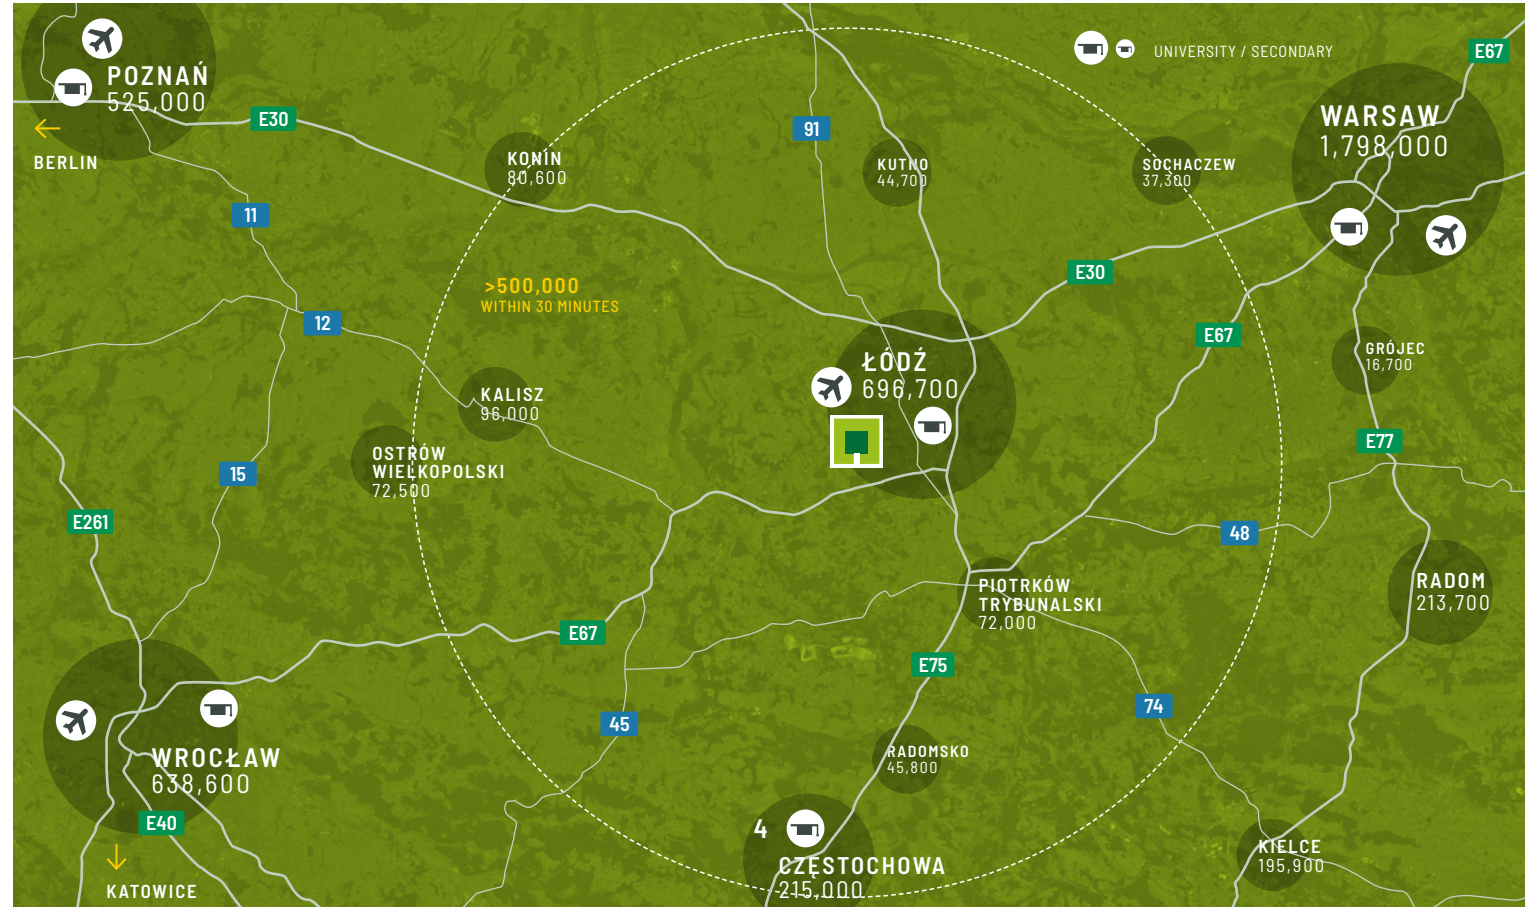 POZNAŃ
525,000
BERLIN
E30
11
KONIN
80,600
91
KUTNO
44,700
UNIVERSITY / SECONDARY
SOCHACZEW
37,300
E67
WARSAW
1,798,000
>500,000
WITHIN 30 MINUTES
12
E30
E67
GRÓJEC
16,700
ŁÓDŹ
696,700
KALISZ
96,000
OSTRÓW
WIELKOPOLSKI
72,500
15
E77
E261
48
PIOTRKÓW
TRYBUNALSKI
72,000
RADOM
213,700
E67
E75
45
74
WROCŁAW
638,600
RADOMSKO
45,800
E40
4
CZĘSTOCHOWA
215,000
KIELCE
195,900
KATOWICE